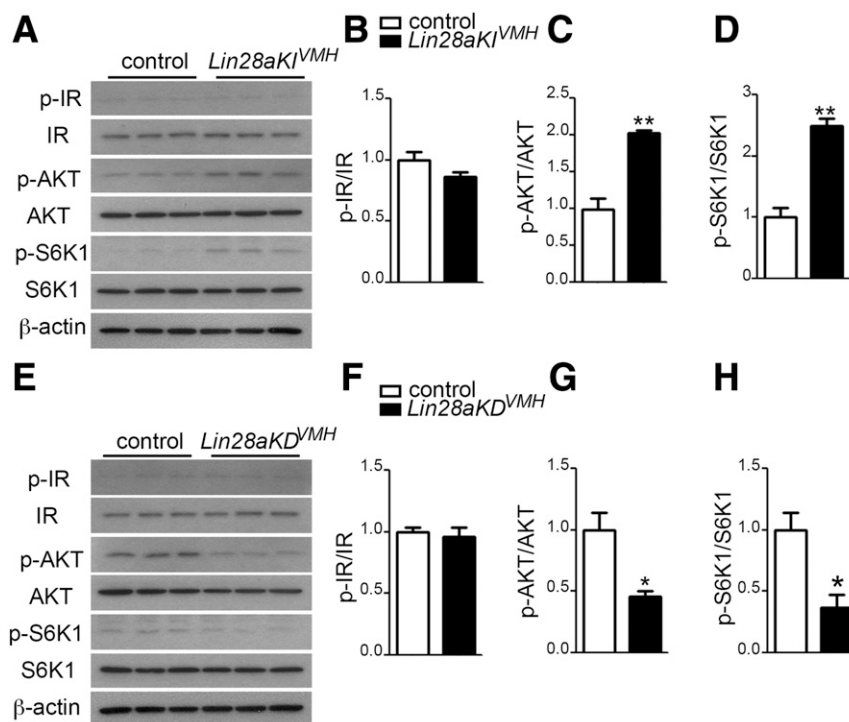 A
control Lin28aKI^VMH
p-IR
IR
p-AKT
AKT
p-S6K1
S6K1
β-actin
B
control
Lin28aKI^VMH
p-IR/IR
1.5
1.0
0.5
0.0
C
p-AKT/AKT
2.5
2.0
1.5
1.0
0.5
0.0
**
D
p-S6K1/S6K1
3
2
1
0
**
E
control Lin28aKD^VMH
p-IR
IR
p-AKT
AKT
p-S6K1
S6K1
β-actin
F
control
Lin28aKD^VMH
p-IR/IR
1.5
1.0
0.5
0.0
G
p-AKT/AKT
1.5
1.0
0.5
0.0
*
H
p-S6K1/S6K1
1.5
1.0
0.5
0.0
*